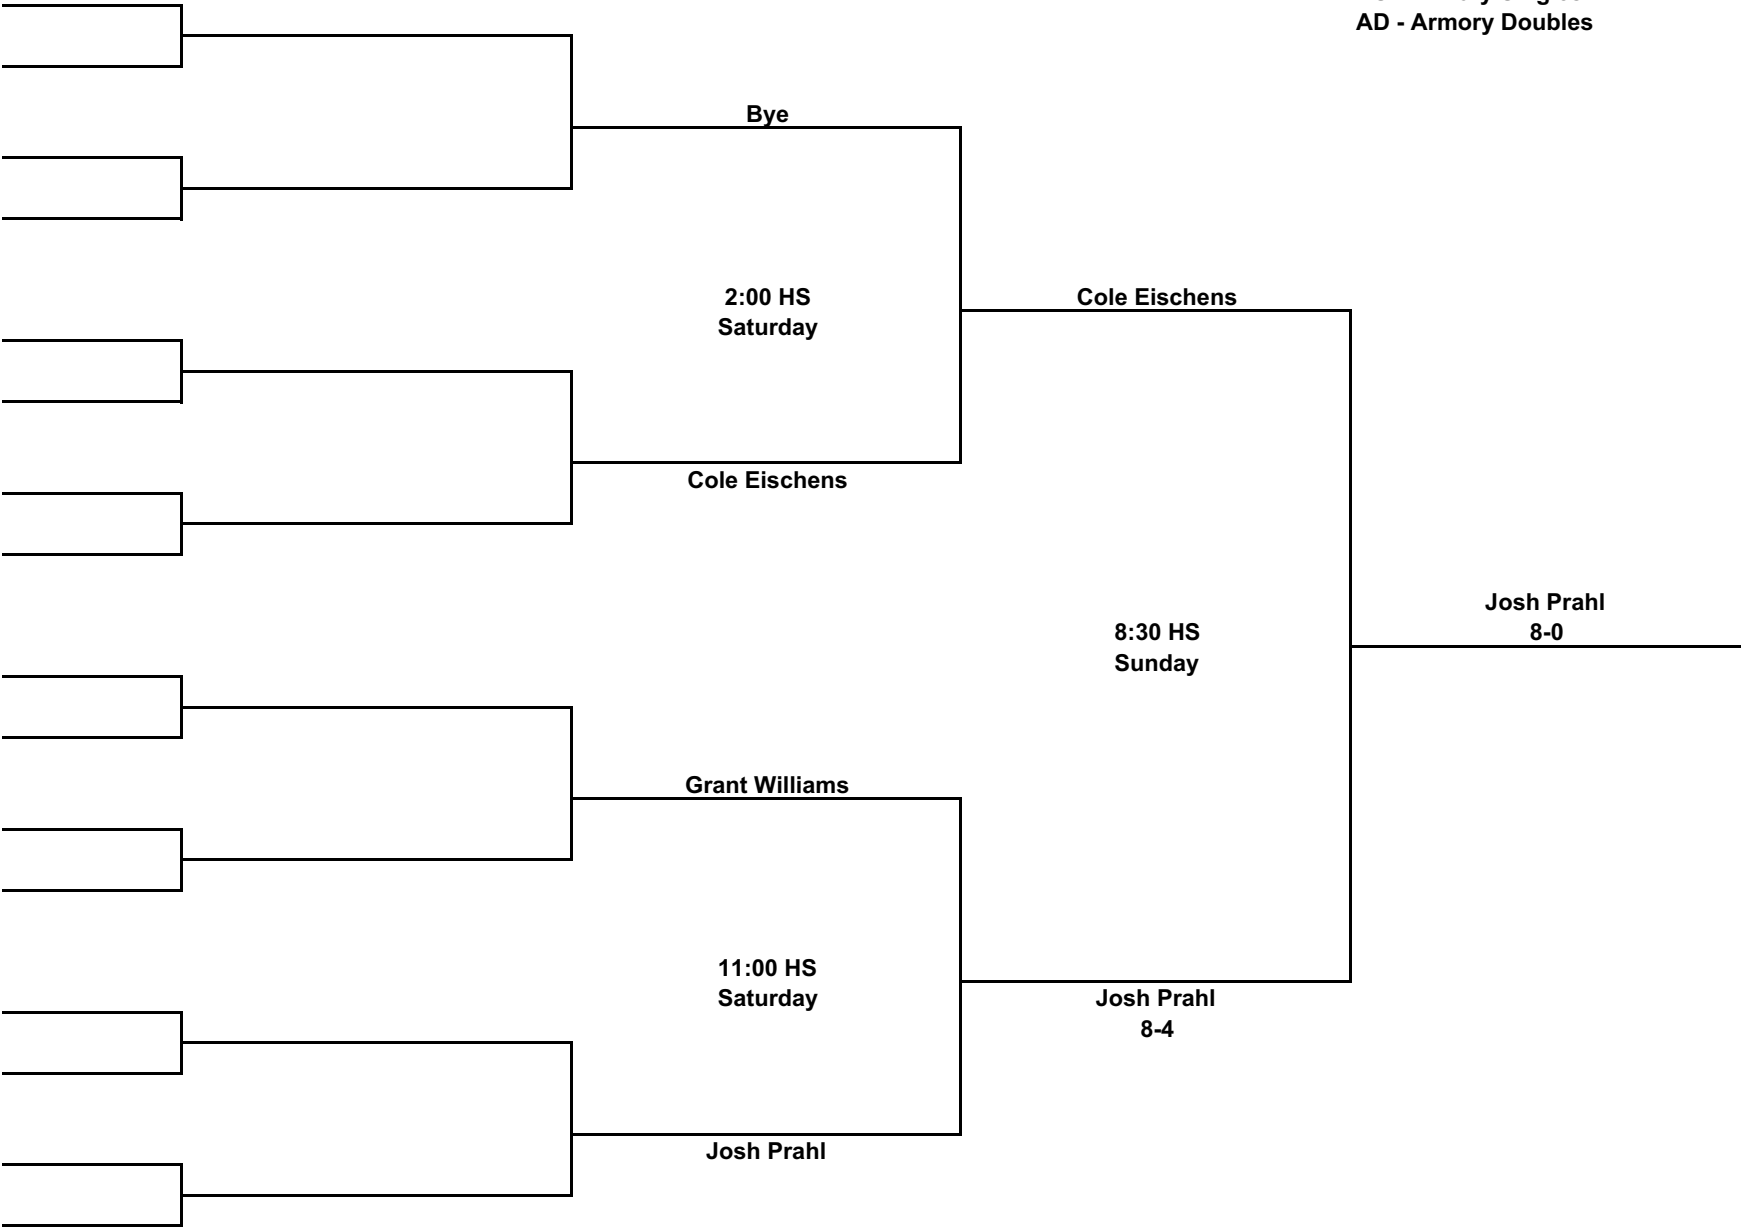 AD - Armory Doubles
Bye
2:00 HS
Saturday
Cole Eischens
Cole Eischens
Josh Prahl
8-0
8:30 HS
Sunday
Grant Williams
11:00 HS
Saturday
Josh Prahl
8-4
Josh Prahl